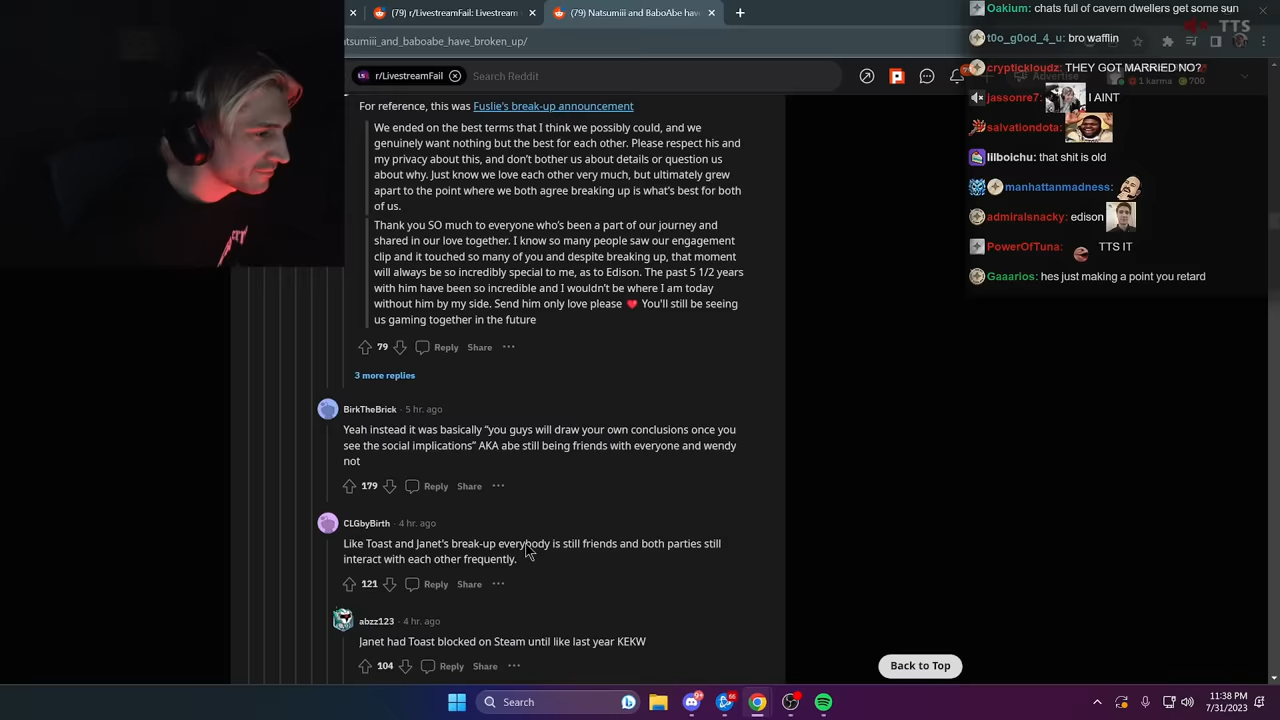 (79) r/LivestreamFail: Livestream
(79) Natsumiii and BaboAbe hav
atsumiii_and_baboabe_have_broken_up/
r/LivestreamFail
Search Reddit
Advertise
1 karma
700
For reference, this was Fuslie's break-up announcement
We ended on the best terms that I think we possibly could, and we
genuinely want nothing but the best for each other. Please respect his and
my privacy about this, and don't bother us about details or question us
about why. Just know we love each other very much, but ultimately grew
apart to the point where we both agree breaking up is what's best for both
of us.
Thank you SO much to everyone who's been a part of our journey and
shared in our love together. I know so many people saw our engagement
clip and it touched so many of you and despite breaking up, that moment
will always be so incredibly special to me, as to Edison. The past 5 1/2 years
with him have been so incredible and I wouldn't be where I am today
without him by my side. Send him only love please ❤ You'll still be seeing
us gaming together in the future
79 Reply Share ...
3 more replies
BirkTheBrick · 5 hr. ago
Yeah instead it was basically "you guys will draw your own conclusions once you
see the social implications" AKA abe still being friends with everyone and wendy
not
179 Reply Share ...
CLGbyBirth · 4 hr. ago
Like Toast and Janet's break-up everybody is still friends and both parties still
interact with each other frequently.
121 Reply Share ...
abzz123 · 4 hr. ago
Janet had Toast blocked on Steam until like last year KEKW
104 Reply Share ...
Back to Top
Oakium: chats full of cavern dwellers get some sun
TTS
t0o_g0od_4_u: bro wafflin
cryptickloudz: THEY GOT MARRIED NO?
jassonre7: I AINT
salvationdota:
lilboichu: that shit is old
manhattanmadness:
admiralsnacky: edison
PowerOfTuna: TTS IT
Gaaarlos: hes just making a point you retard
Search
11:38 PM
7/31/2023